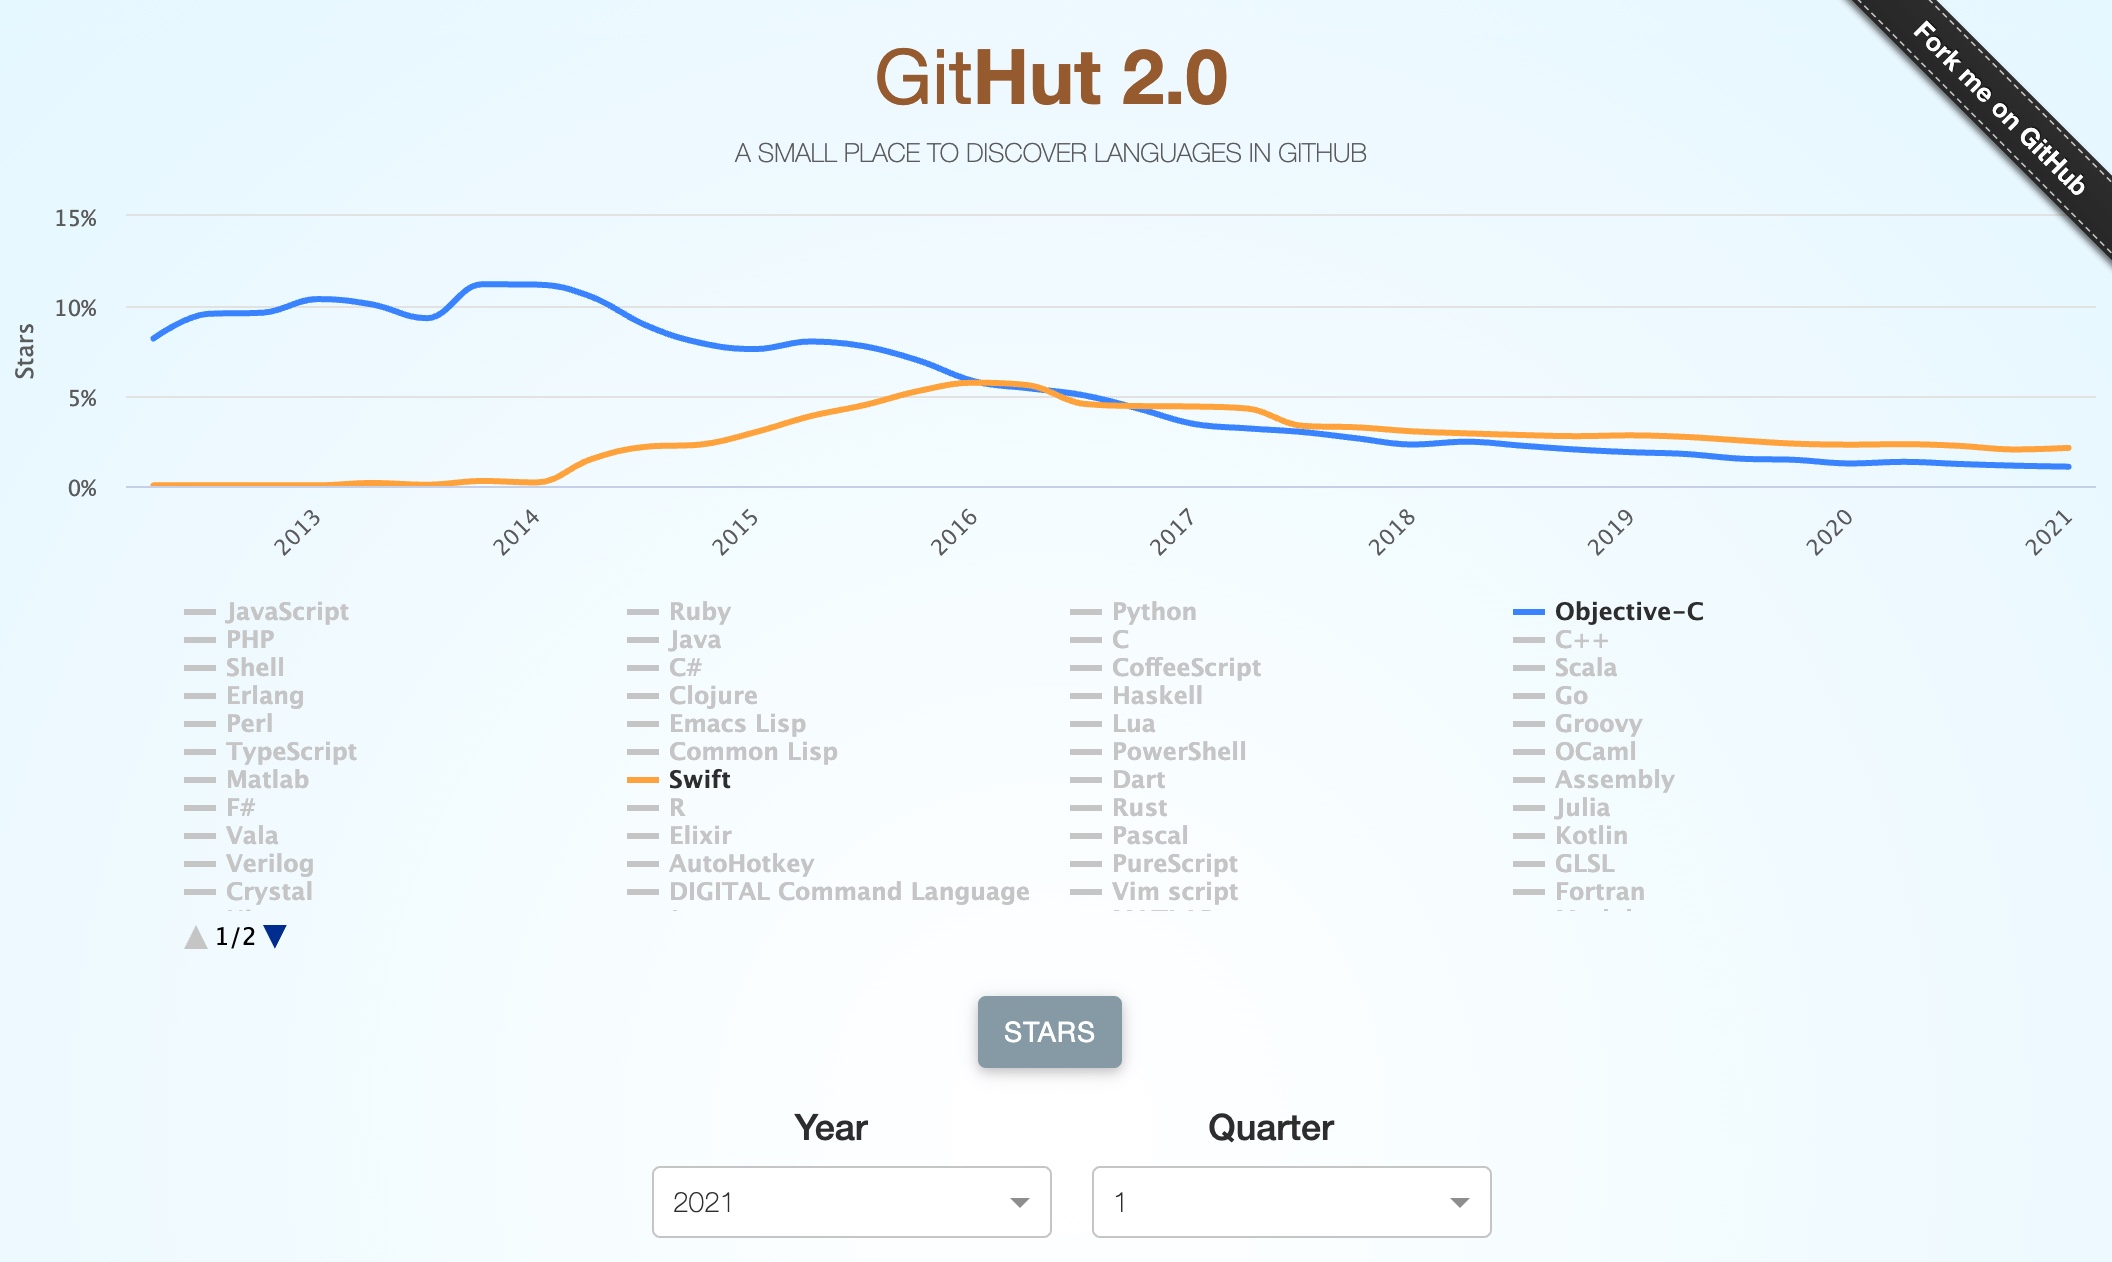 GitHut 2.0
Fork me on GitHub
A SMALL PLACE TO DISCOVER LANGUAGES IN GITHUB
15%
10%
5%
0%
Stars
2013 2014 2015 2016 2017 2018 2019 2020 2021
JavaScript Ruby Python Objective-C
PHP Java C C++
Shell C# CoffeeScript Scala
Erlang Clojure Haskell Go
Perl Emacs Lisp Lua Groovy
TypeScript Common Lisp PowerShell OCaml
Matlab Swift Dart Assembly
F# R Rust Julia
Vala Elixir Pascal Kotlin
Verilog AutoHotkey PureScript GLSL
Crystal DIGITAL Command Language Vim script Fortran
1/2
STARS
Year Quarter
2021 1